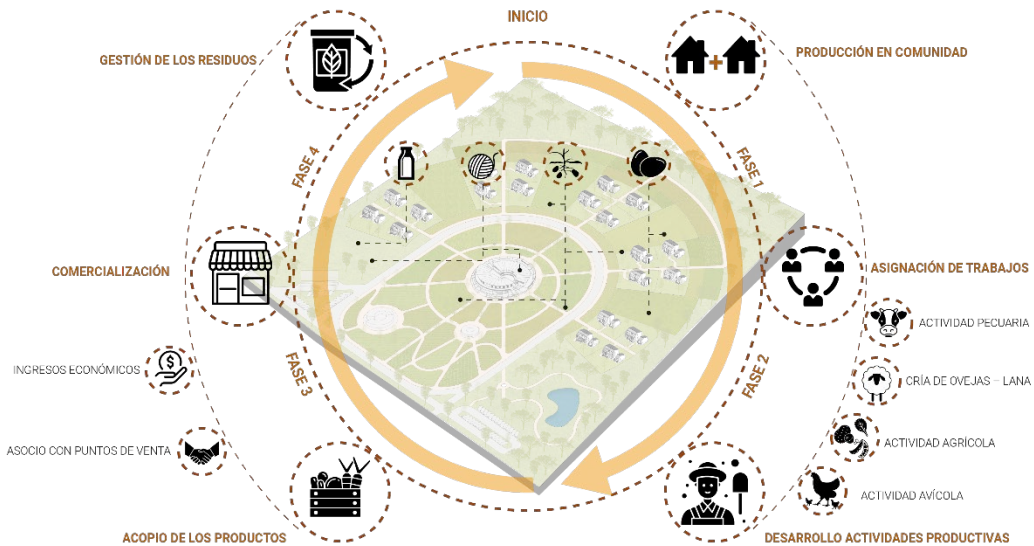 INICIO
GESTIÓN DE LOS RESIDUOS
PRODUCCIÓN EN COMUNIDAD
FASE 4
FASE 1
COMERCIALIZACIÓN
ASIGNACIÓN DE TRABAJOS
ACTIVIDAD PECUARIA
INGRESOS ECONÓMICOS
FASE 3
FASE 2
CRÍA DE OVEJAS – LANA
ASOCIO CON PUNTOS DE VENTA
ACTIVIDAD AGRÍCOLA
ACTIVIDAD AVÍCOLA
ACOPIO DE LOS PRODUCTOS
DESARROLLO ACTIVIDADES PRODUCTIVAS